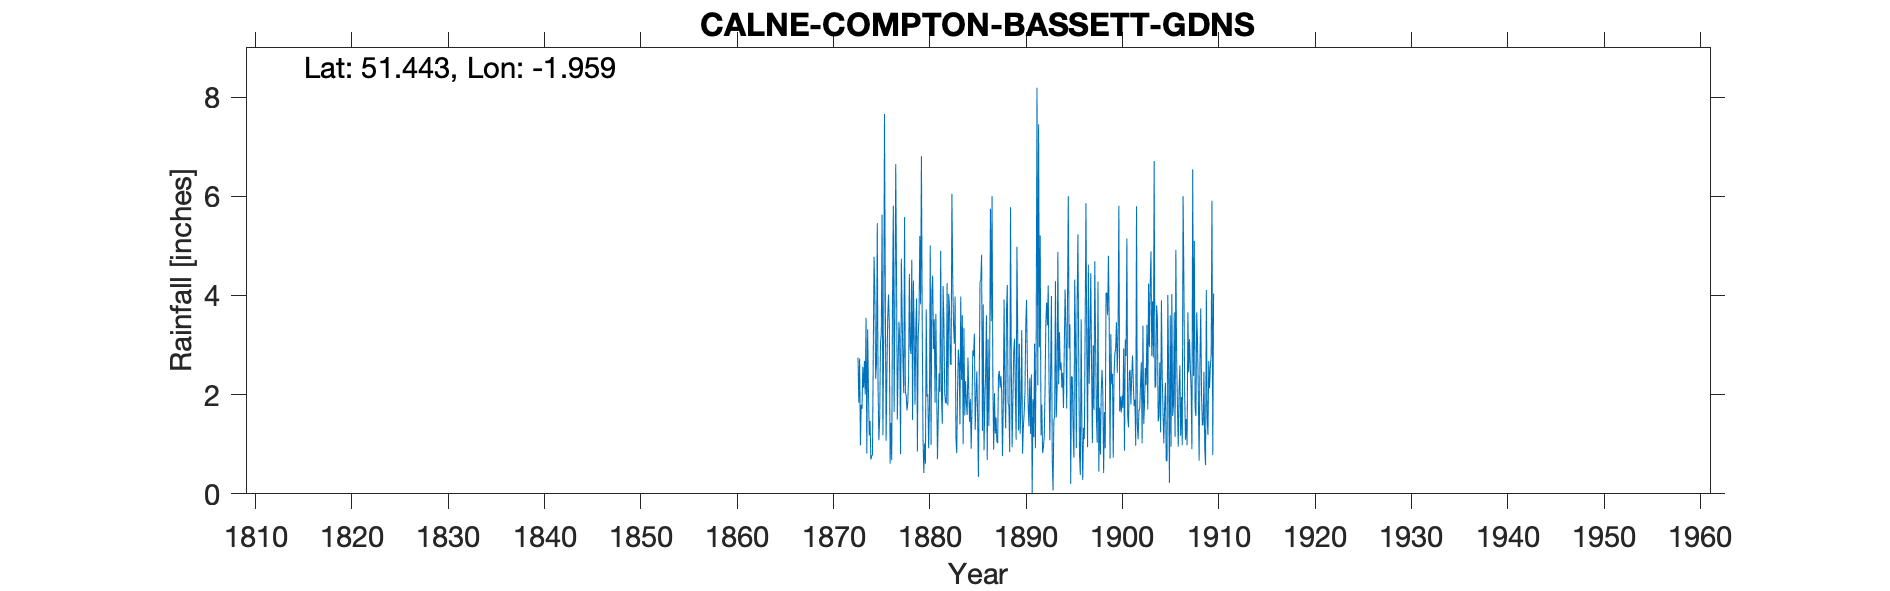 CALNE-COMPTON-BASSETT-GDNS
Lat: 51.443, Lon: -1.959
8
6
4
2
0
Rainfall [inches]
1810 1820 1830 1840 1850 1860 1870 1880 1890 1900 1910 1920 1930 1940 1950 1960
Year